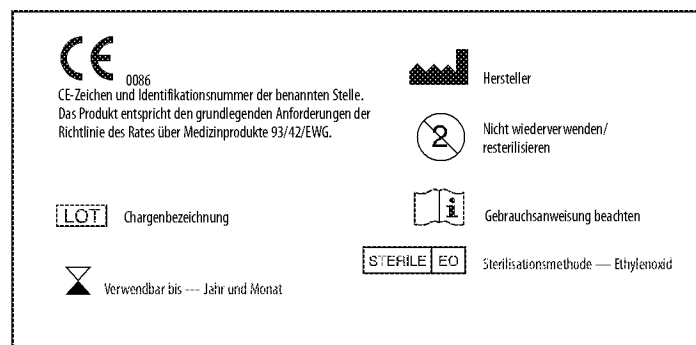 CE
0086
CE-Zeichen und Identifikationsnummer der benannten Stelle.
Das Produkt entspricht den grundlegenden Anforderungen der
Richtlinie des Rates über Medizinprodukte 93/42/EWG.
LOT Chargenbezeichnung
Verwendbar bis --- Jahr und Monat
Hersteller
2
Nicht wiederverwenden/
resterilisieren
Gebrauchsanweisung beachten
STERILE EO Sterilisationsmethode — Ethylenoxid